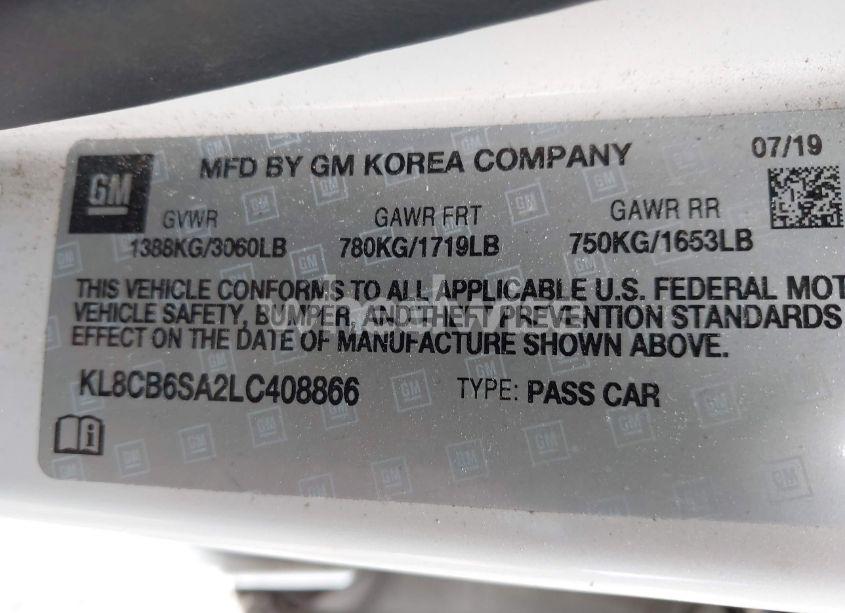 MFD BY GM KOREA COMPANY 07/19
GM
GVWR GAWR FRT GAWR RR
1388KG/3060LB 780KG/1719LB 750KG/1653LB
THIS VEHICLE CONFORMS TO ALL APPLICABLE U.S. FEDERAL MOT
VEHICLE SAFETY, BUMPER, AND THEFT PREVENTION STANDARDS
EFFECT ON THE DATE OF MANUFACTURE SHOWN ABOVE.
KL8CB6SA2LC408866 TYPE: PASS CAR